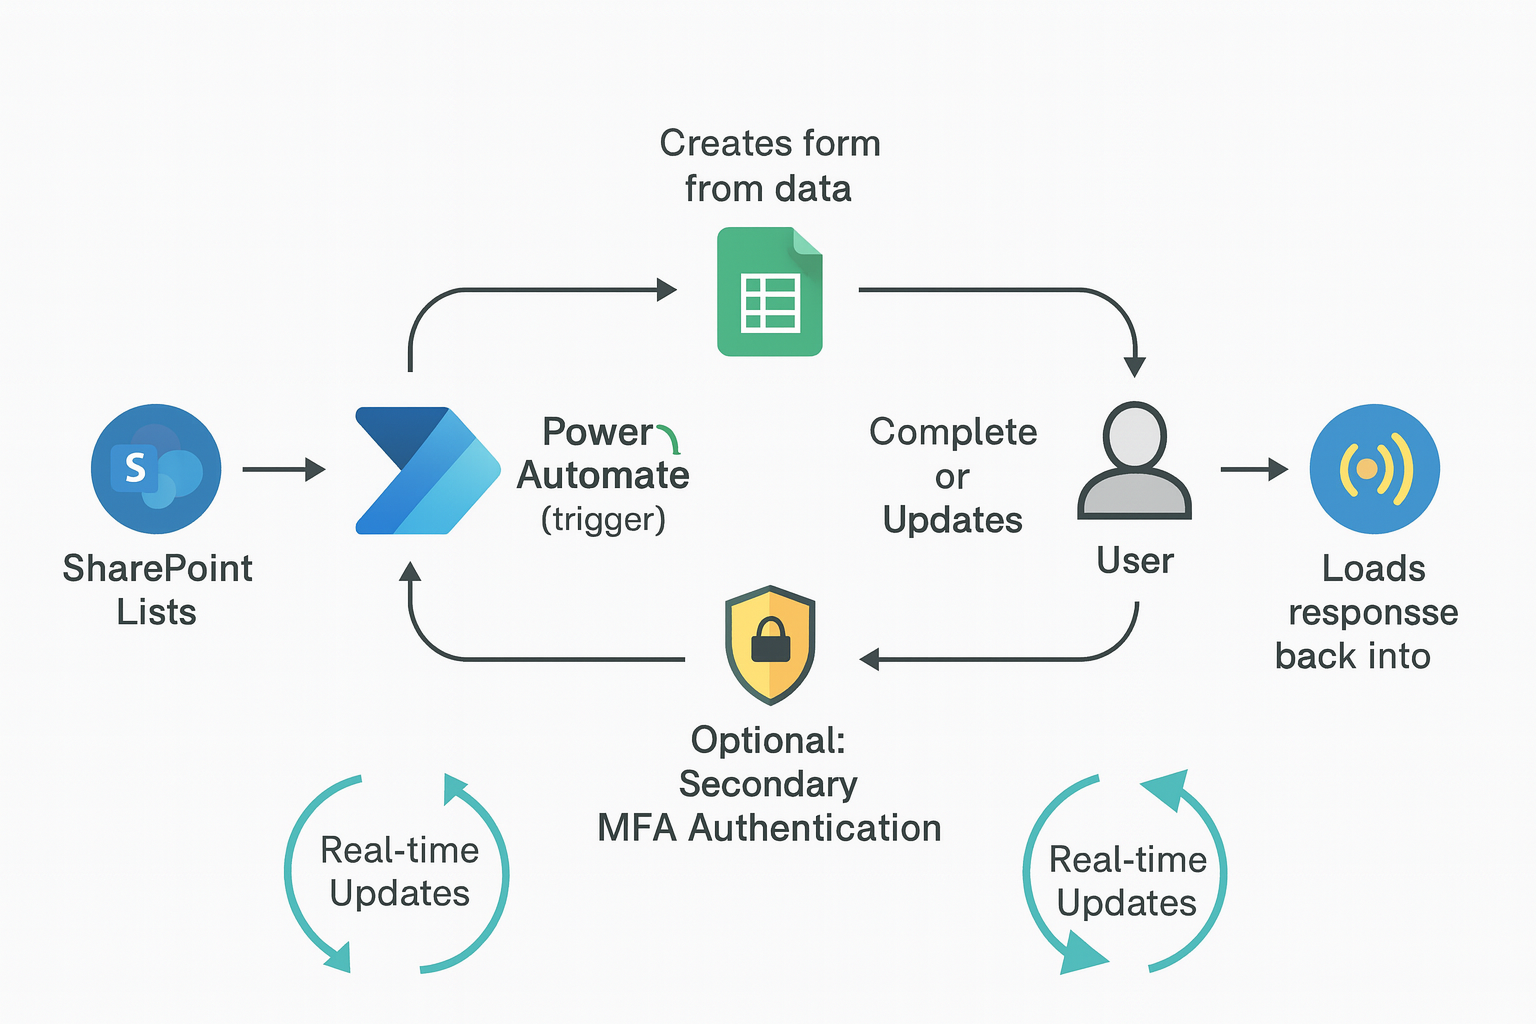 Creates form
from data
S
SharePoint
Lists
Power
Automate
(trigger)
Complete
or
Updates
User
Loads
responsse
back into
Optional:
Secondary
MFA Authentication
Real-time
Updates
Real-time
Updates